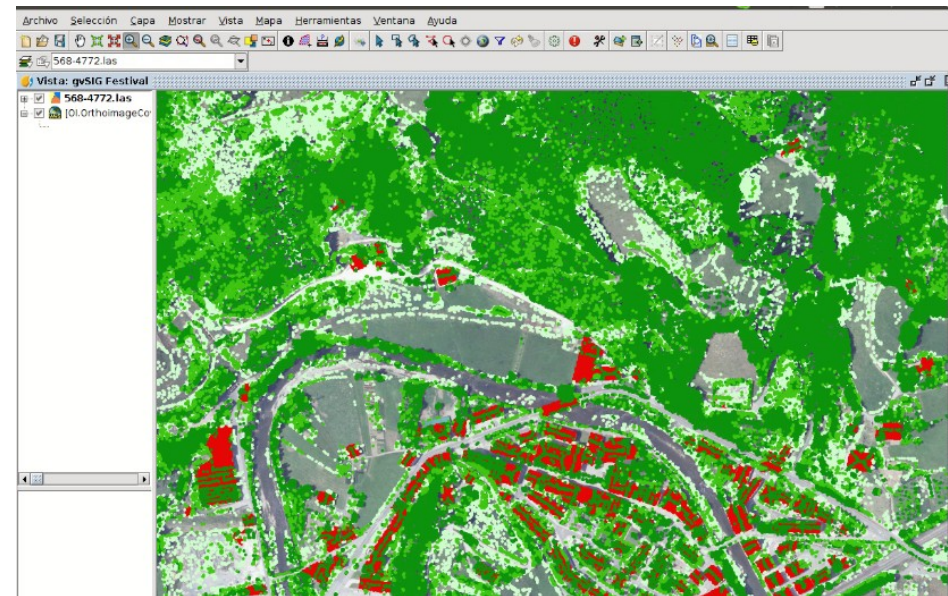 Archivo Selección Capa Mostrar Vista Mapa Herramientas Ventana Ayuda
568-4772.las
Vista: gvSIG Festival
568-4772.las
[OI.OrthoimageCov